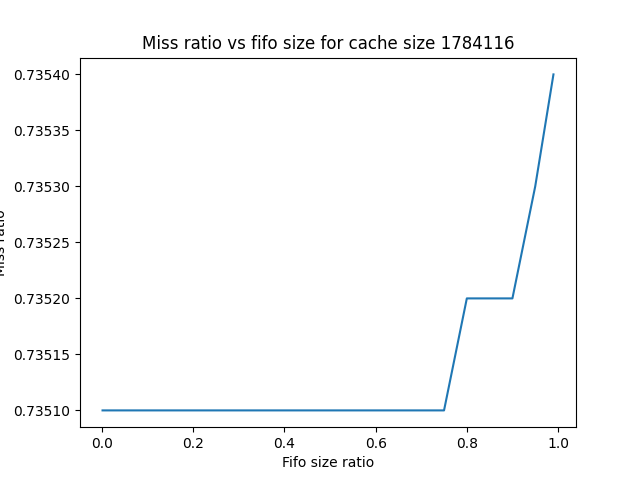 Miss ratio vs fifo size for cache size 1784116
0.73540
0.73535
0.73530
0.73525
0.73520
0.73515
0.73510
Miss ratio
0.0 0.2 0.4 0.6 0.8 1.0
Fifo size ratio